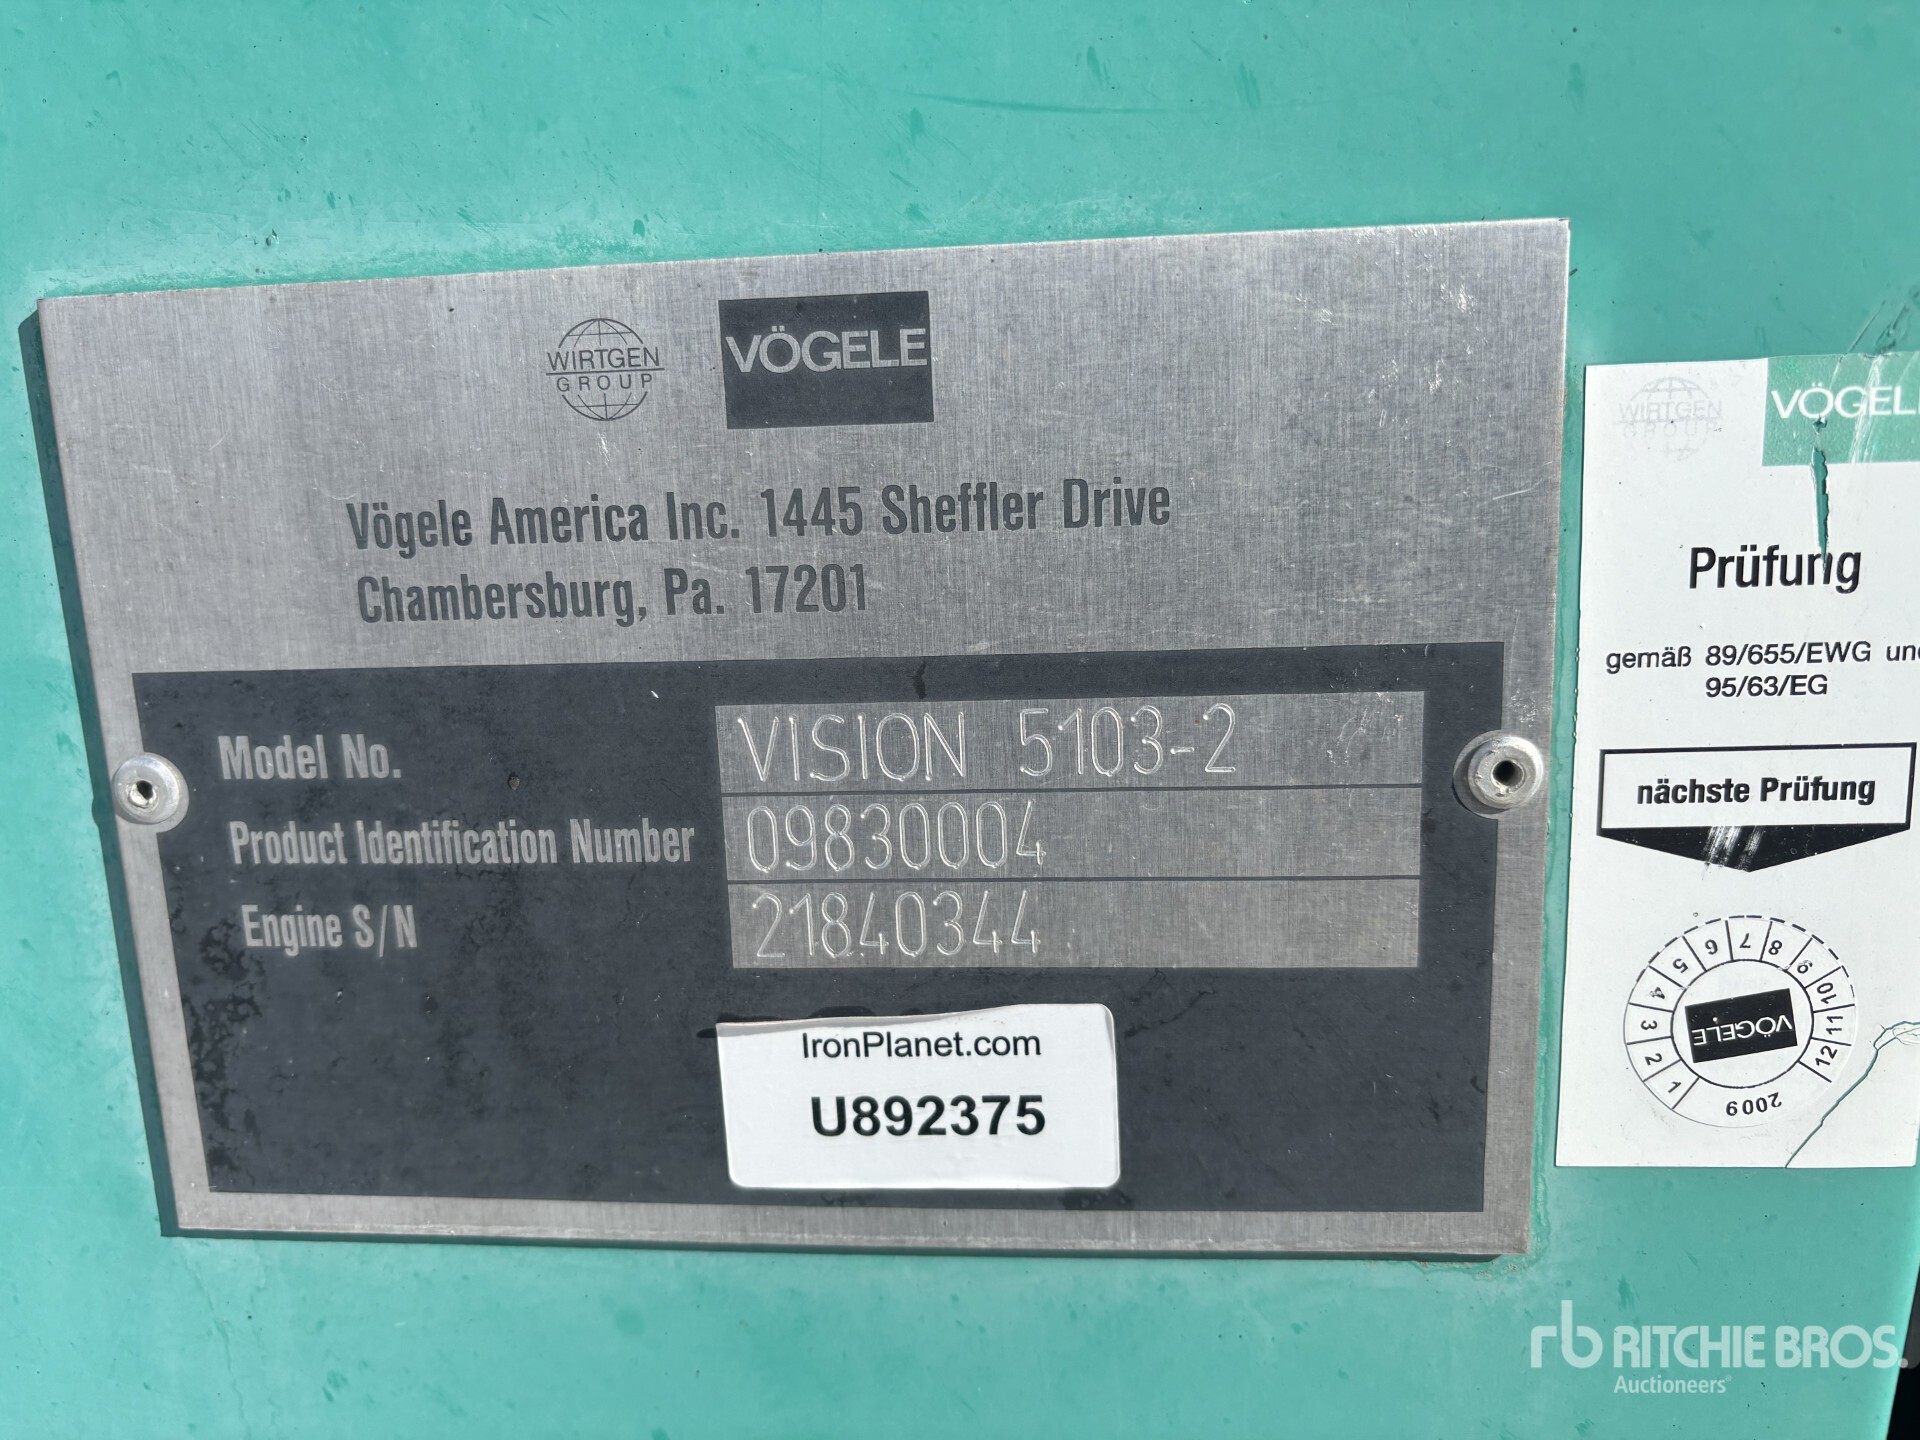 WIRTGEN
GROUP
VÖGELE
Vögele America Inc. 1445 Sheffler Drive
Chambersburg, Pa. 17201
Model No. VISION 5103-2
Product Identification Number 09830004
Engine S/N 21840344
IronPlanet.com
U892375
WIRTGEN
GROUP
VÖGEL
Prüfung
gemäß 89/655/EWG und
95/63/EG
nächste Prüfung
1 2 3 4 5 6 7 8 9 10 11 12
VÖGELE
2009
rb RITCHIE BROS.
Auctioneers